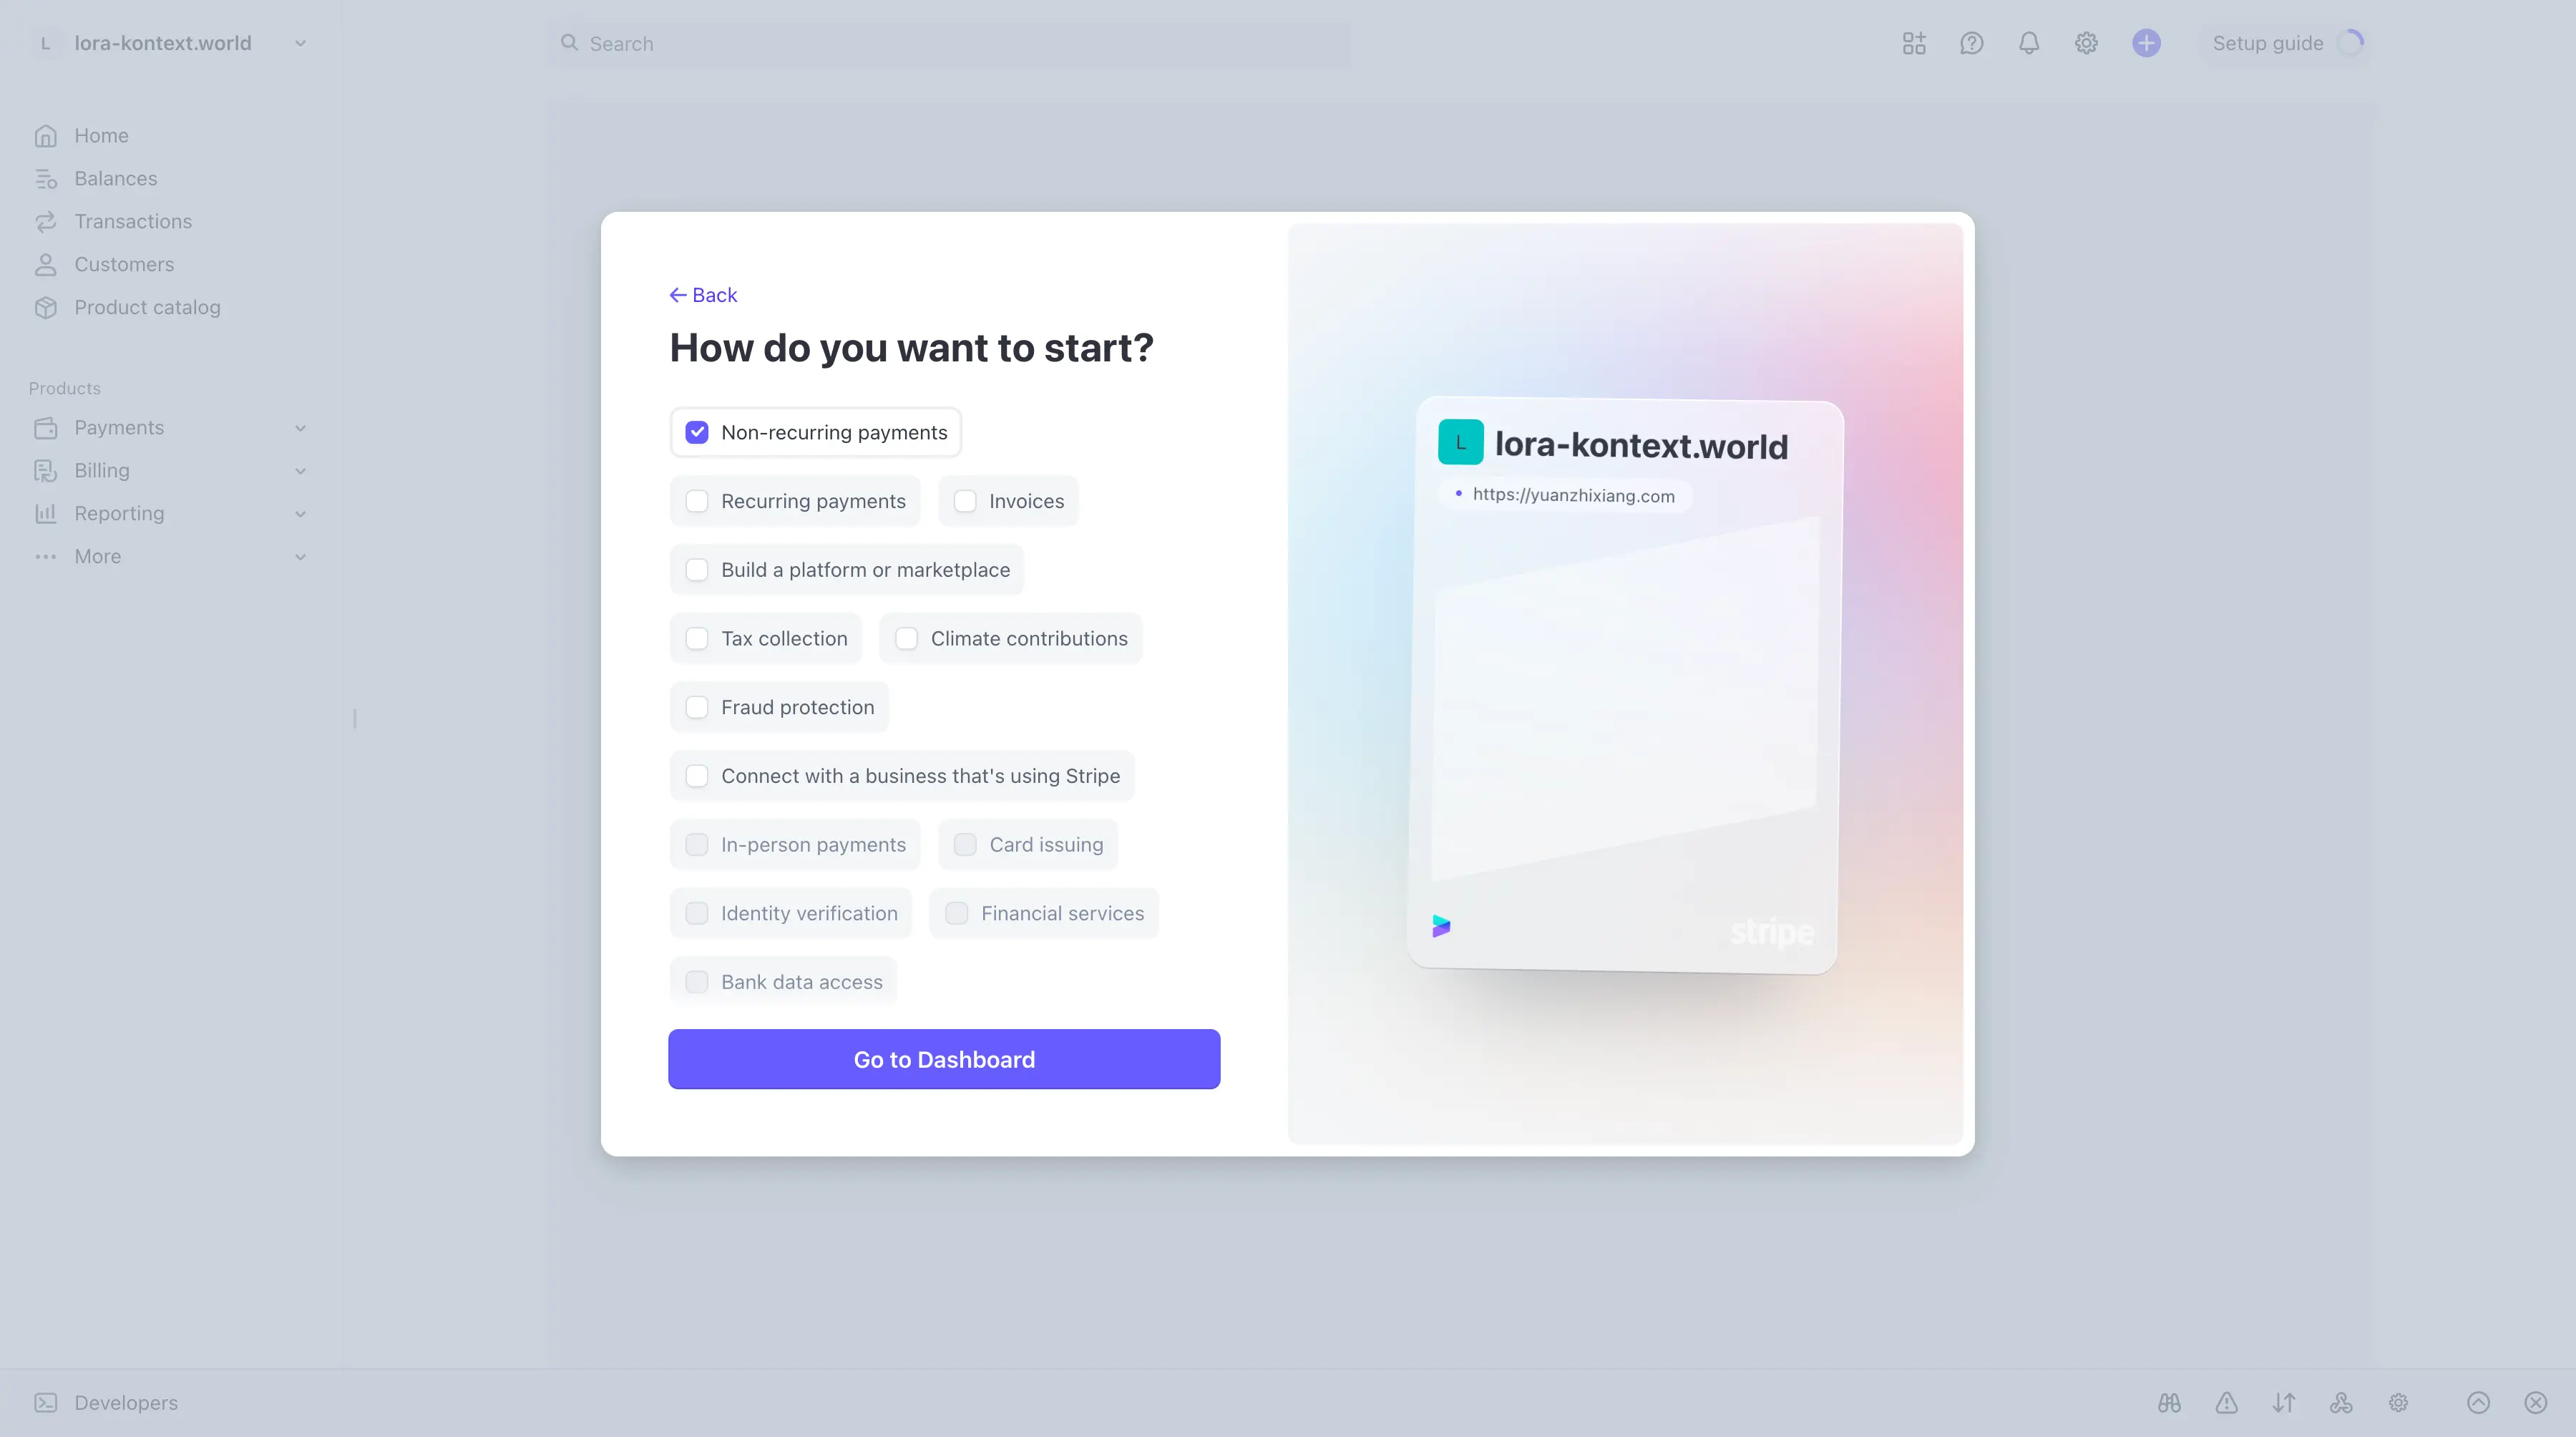 L lora-kontext.world
Search
Setup guide
Home
Balances
Transactions
Customers
Product catalog
Products
Payments
Billing
Reporting
More
Back
How do you want to start?
Non-recurring payments
Recurring payments Invoices
Build a platform or marketplace
Tax collection Climate contributions
Fraud protection
Connect with a business that's using Stripe
In-person payments Card issuing
Identity verification Financial services
Bank data access
Go to Dashboard
L lora-kontext.world
• https://yuanzhixiang.com
stripe
Developers